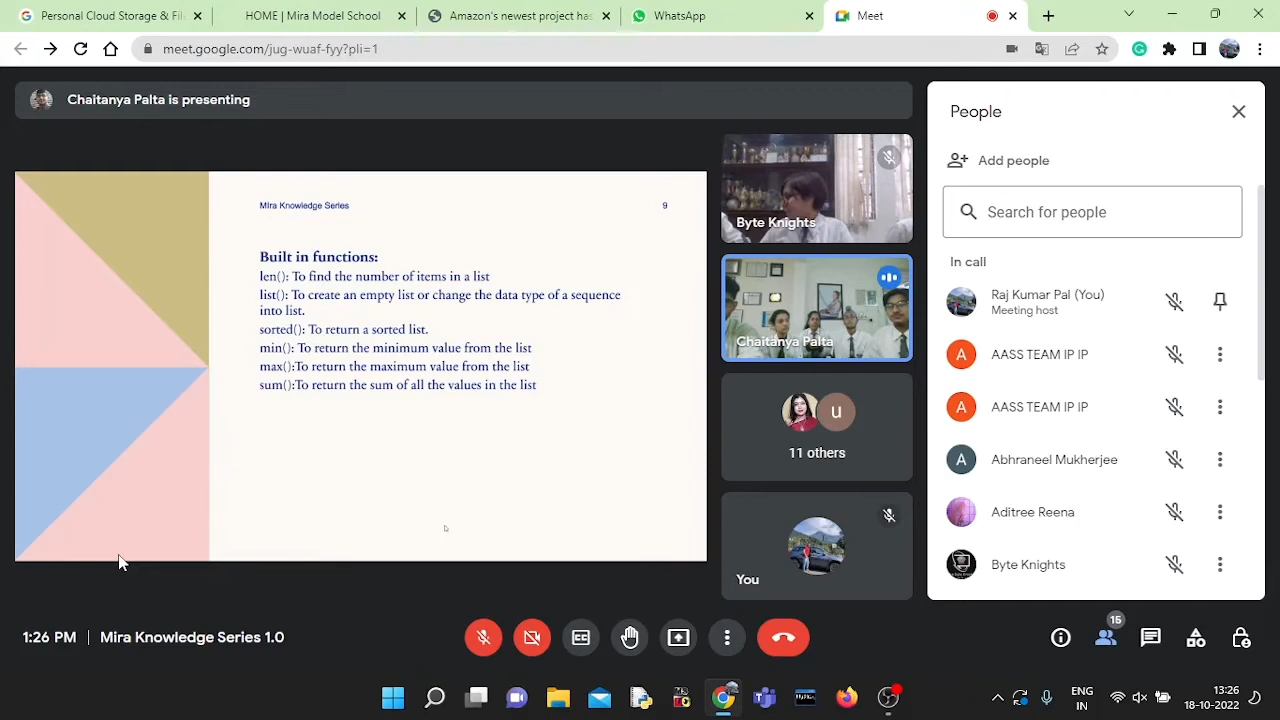 Personal Cloud Storage & File
HOME | Mira Model School
Amazon's newest project has
WhatsApp
Meet
meet.google.com/jug-wuaf-fyy?pli=1
Chaitanya Palta is presenting
MIra Knowledge Series
9
Built in functions:
len(): To find the number of items in a list
list(): To create an empty list or change the data type of a sequence
into list.
sorted(): To return a sorted list.
min(): To return the minimum value from the list
max():To return the maximum value from the list
sum():To return the sum of all the values in the list
Byte Knights
Chaitanya Palta
u
11 others
You
People
Add people
Search for people
In call
Raj Kumar Pal (You)
Meeting host
A
AASS TEAM IP IP
A
AASS TEAM IP IP
A
Abhraneel Mukherjee
Aditree Reena
Byte Knights
1:26 PM | Mira Knowledge Series 1.0
15
ENG
IN
13:26
18-10-2022